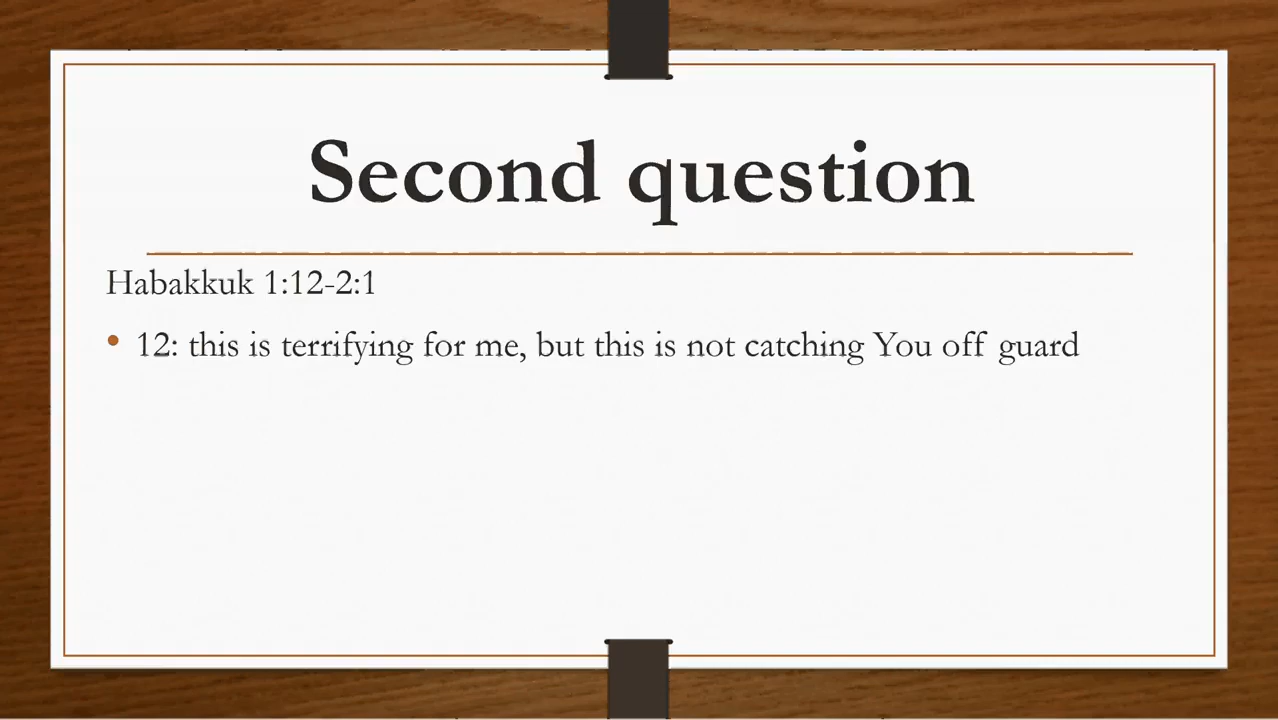 Second question
Habakkuk 1:12-2:1
• 12: this is terrifying for me, but this is not catching You off guard